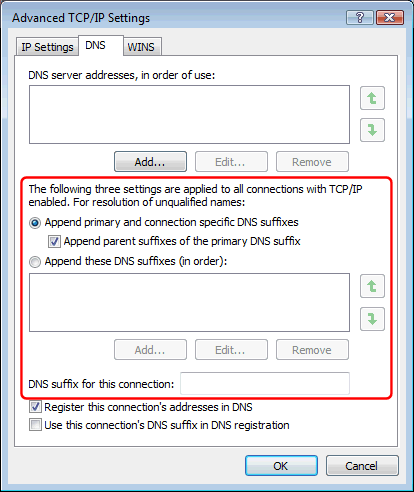 Advanced TCP/IP Settings
IP Settings DNS WINS
DNS server addresses, in order of use:
Add... Edit... Remove
The following three settings are applied to all connections with TCP/IP
enabled. For resolution of unqualified names:
Append primary and connection specific DNS suffixes
Append parent suffixes of the primary DNS suffix
Append these DNS suffixes (in order):
Add... Edit... Remove
DNS suffix for this connection:
Register this connection's addresses in DNS
Use this connection's DNS suffix in DNS registration
OK Cancel